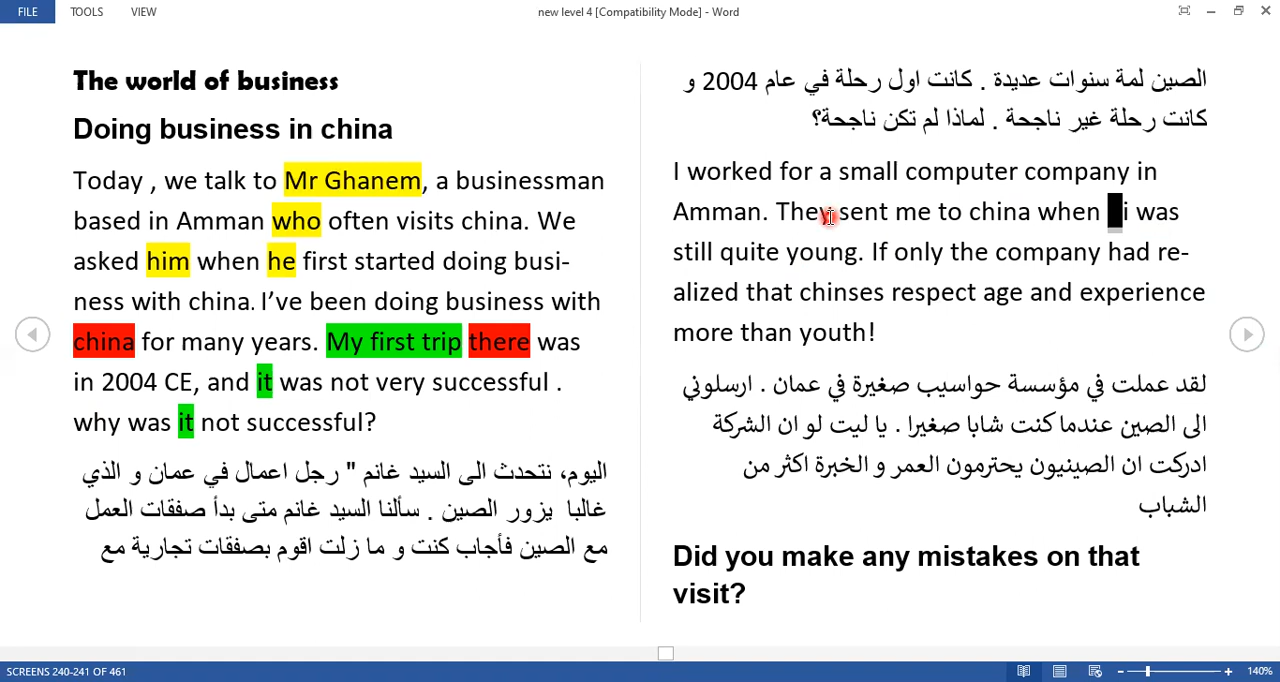 FILE TOOLS VIEW new level 4 [Compatibility Mode] - Word
The world of business
Doing business in china
Today , we talk to Mr Ghanem, a businessman
based in Amman who often visits china. We
asked him when he first started doing busi-
ness with china. I’ve been doing business with
china for many years. My first trip there was
in 2004 CE, and it was not very successful .
why was it not successful?
اليوم، نتحدث الى السيد غانم " رجل اعمال في عمان و الذي
غالبا يزور الصين . سألنا السيد غانم متى بدأ صفقات العمل
مع الصين فأجاب كنت و ما زلت اقوم بصفقات تجارية مع
الصين لمة سنوات عديدة . كانت اول رحلة في عام 2004 و
كانت رحلة غير ناجحة . لماذا لم تكن ناجحة؟
I worked for a small computer company in
Amman. They sent me to china when i was
still quite young. If only the company had re-
alized that chinses respect age and experience
more than youth!
لقد عملت في مؤسسة حواسيب صغيرة في عمان . ارسلوني
الى الصين عندما كنت شابا صغيرا . يا ليت لو ان الشركة
ادركت ان الصينيون يحترمون العمر و الخبرة اكثر من
الشباب
Did you make any mistakes on that
visit?
SCREENS 240-241 OF 461 140%